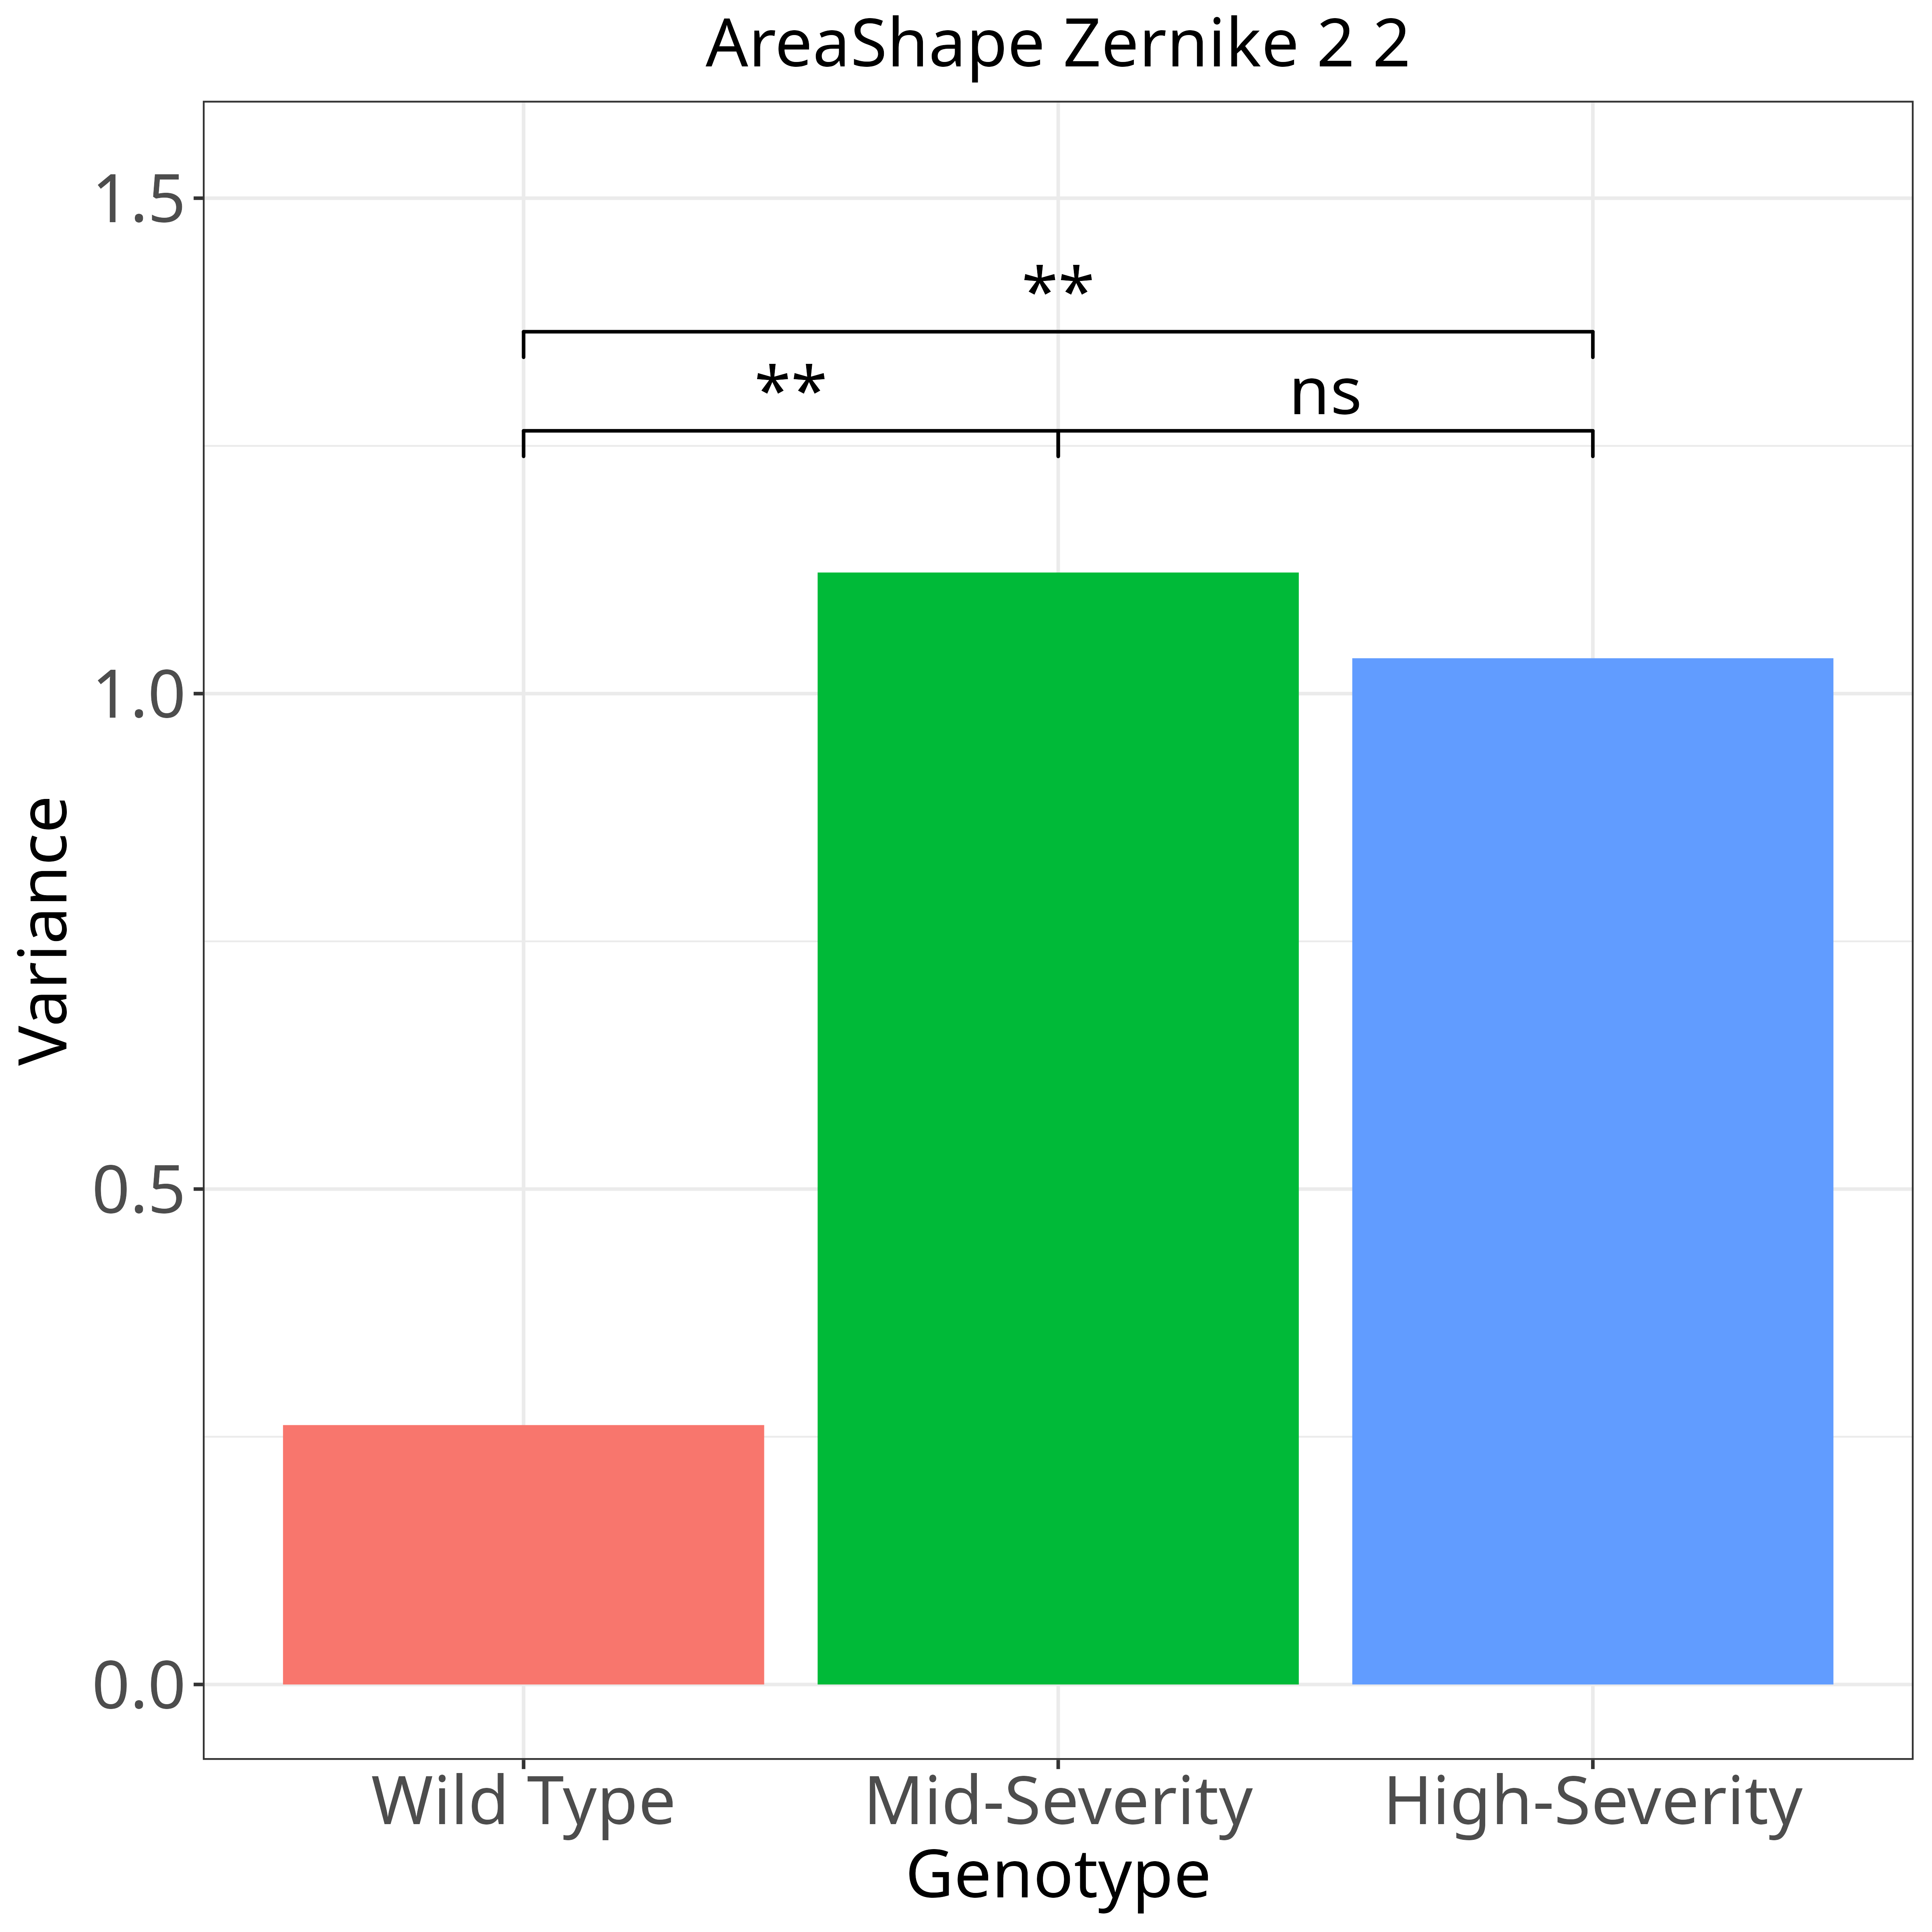 AreaShape Zernike 2 2
1.5
**
**
ns
1.0
Variance
0.5
0.0
Wild Type
Mid-Severity
High-Severity
Genotype